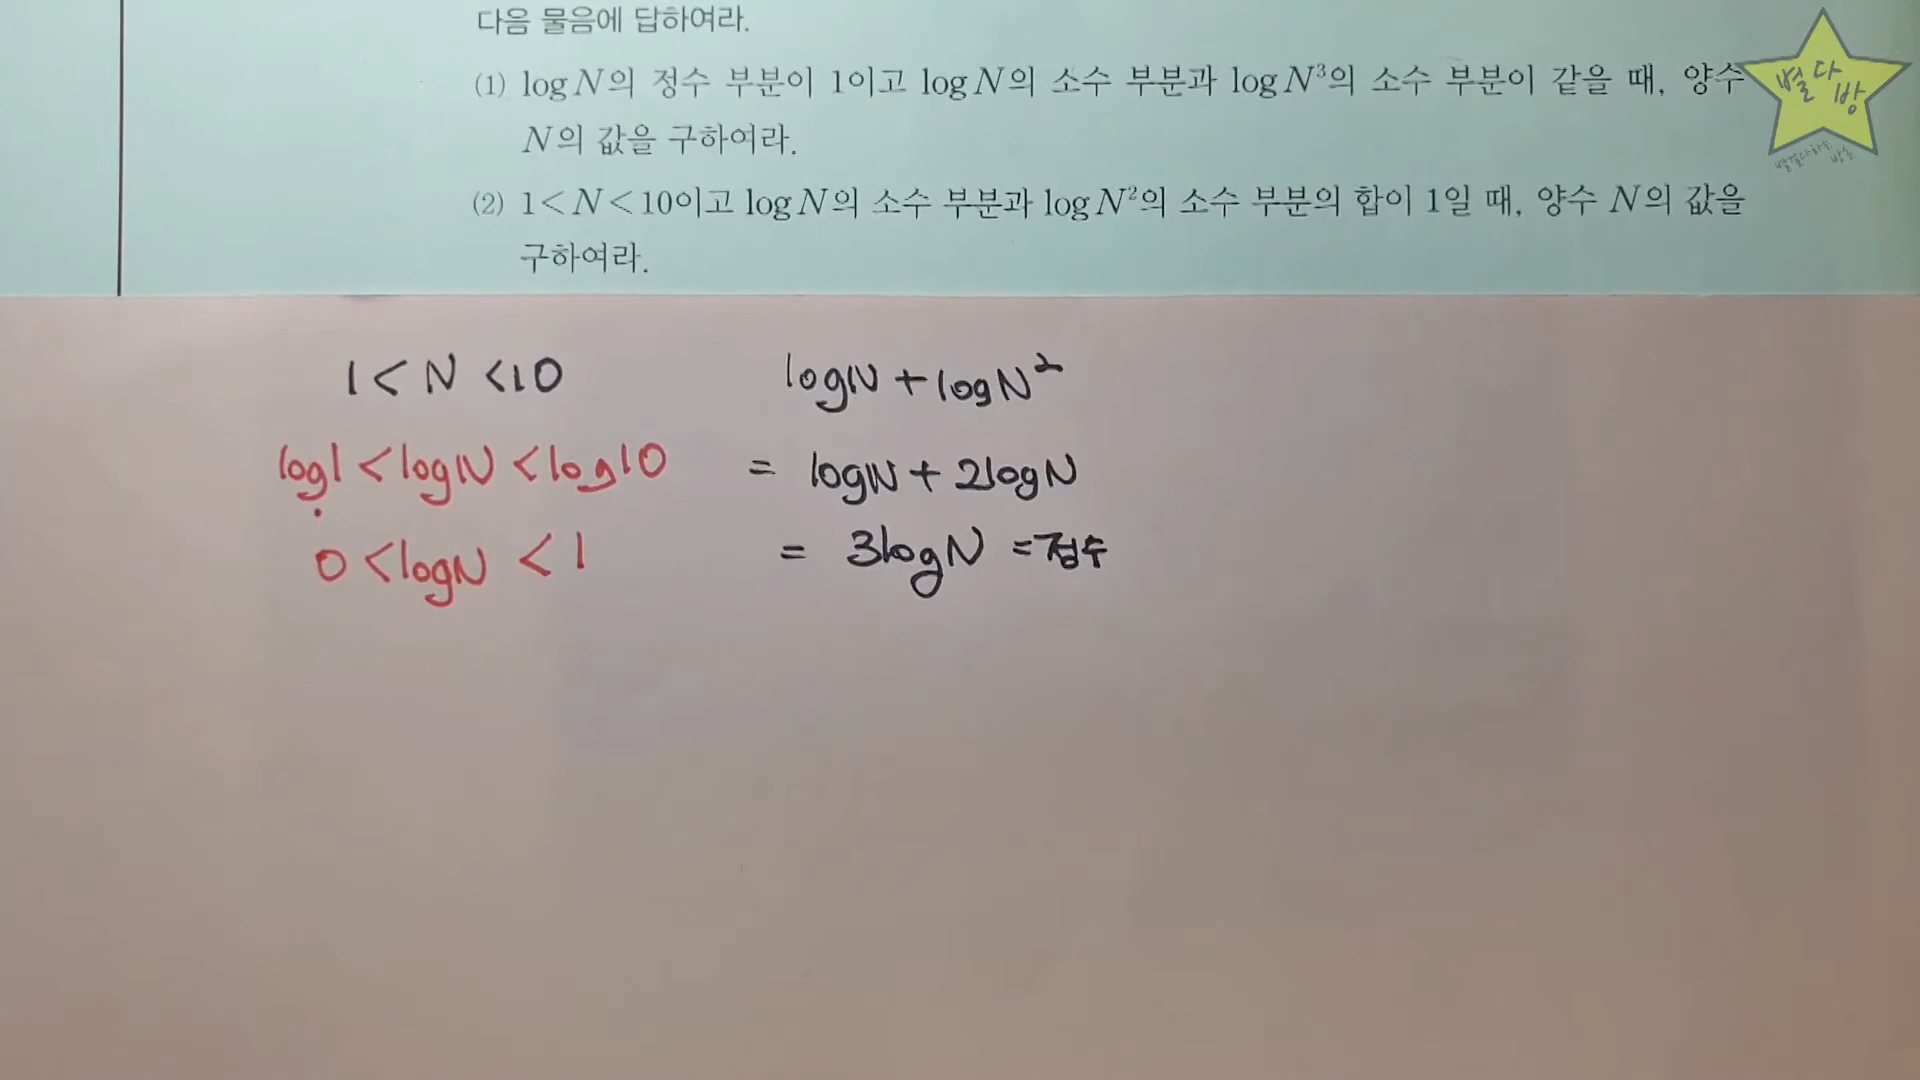 다음 물음에 답하여라.
(1) log N의 정수 부분이 1이고 log N의 소수 부분과 log N³의 소수 부분이 같을 때, 양수
N의 값을 구하여라.
(2) 1<N<10이고 log N의 소수 부분과 log N²의 소수 부분의 합이 1일 때, 양수 N의 값을
구하여라.
별다방
1 < N < 10
log1 < logN < log10
0 < logN < 1
logN + logN²
= logN + 2logN
= 3logN = 정수